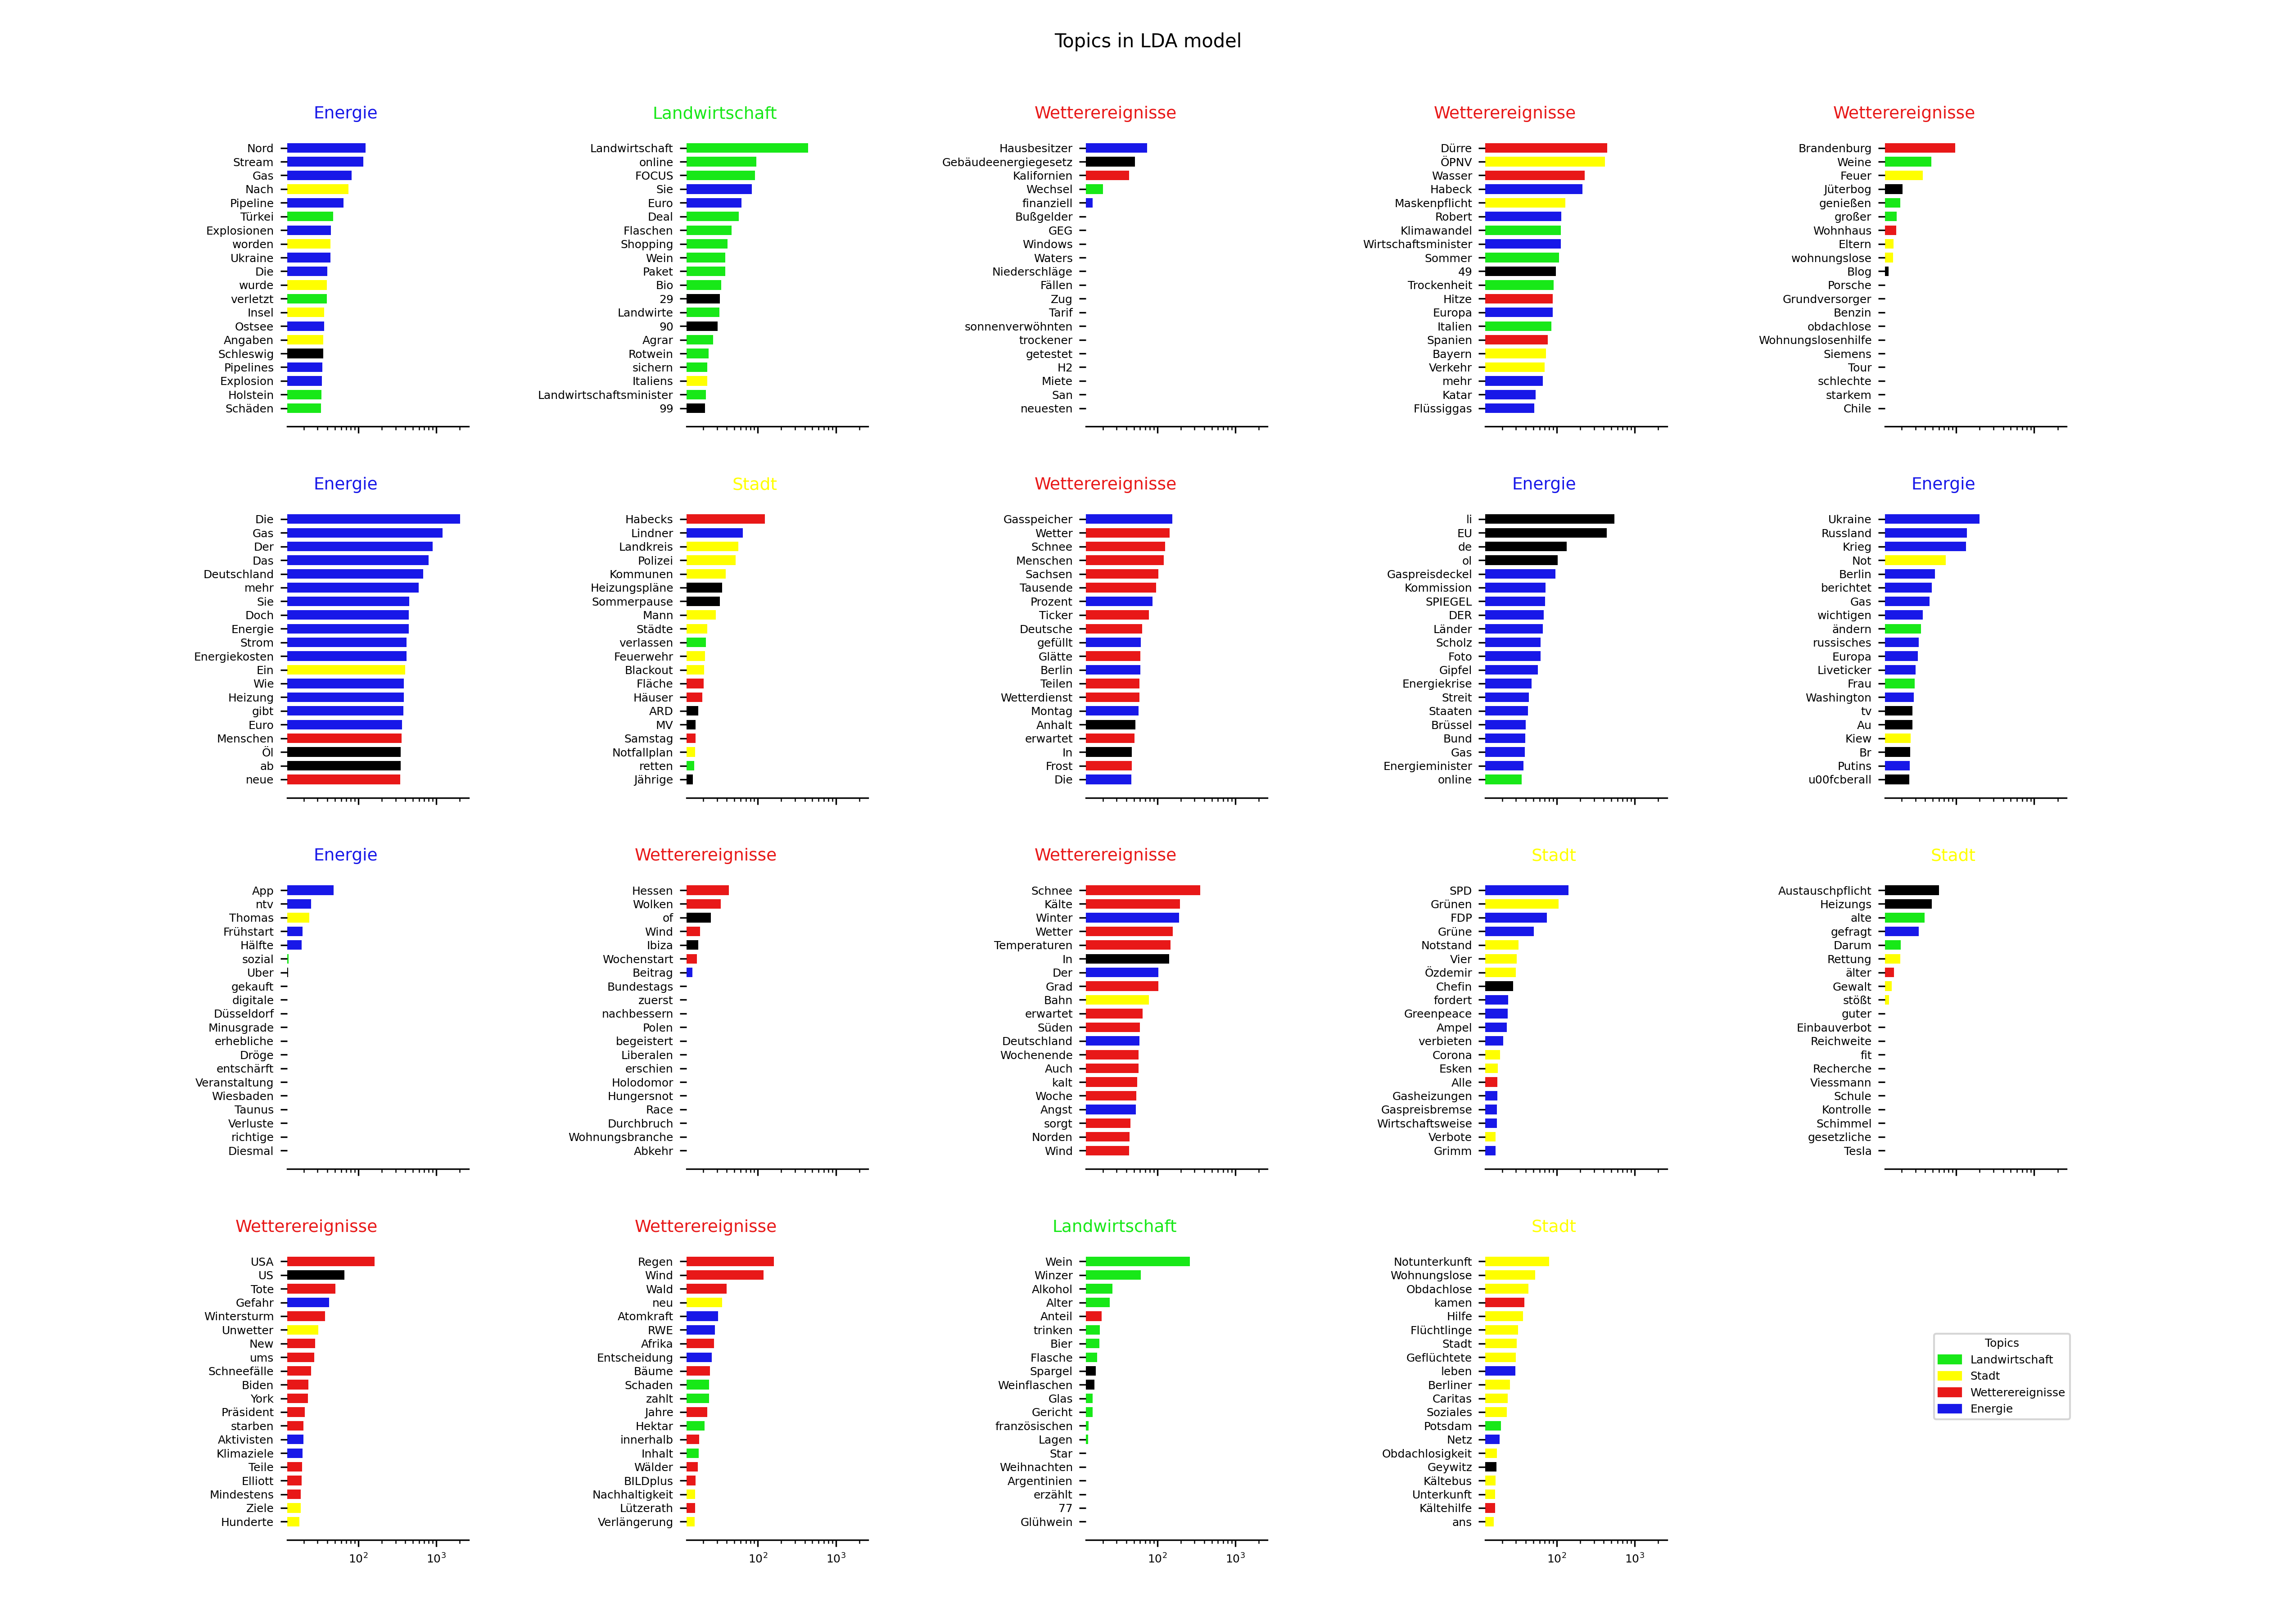 Topics in LDA model
Energie
Nord
Stream
Gas
Nach
Pipeline
Türkei
Explosionen
worden
Ukraine
Die
wurde
verletzt
Insel
Ostsee
Angaben
Schleswig
Pipelines
Explosion
Holstein
Schäden
Landwirtschaft
Landwirtschaft
online
FOCUS
Sie
Euro
Deal
Flaschen
Shopping
Wein
Paket
Bio
29
Landwirte
90
Agrar
Rotwein
sichern
Italiens
Landwirtschaftsminister
99
Wetterereignisse
Hausbesitzer
Gebäudeenergiegesetz
Kalifornien
Wechsel
finanziell
Bußgelder
GEG
Windows
Waters
Niederschläge
Fällen
Zug
Tarif
sonnenverwöhnten
trockener
getestet
H2
Miete
San
neuesten
Wetterereignisse
Dürre
ÖPNV
Wasser
Habeck
Maskenpflicht
Robert
Klimawandel
Wirtschaftsminister
Sommer
49
Trockenheit
Hitze
Europa
Italien
Spanien
Bayern
Verkehr
mehr
Katar
Flüssiggas
Wetterereignisse
Brandenburg
Weine
Feuer
Jüterbog
genießen
großer
Wohnhaus
Eltern
wohnungslose
Blog
Porsche
Grundversorger
Benzin
obdachlose
Wohnungslosenhilfe
Siemens
Tour
schlechte
starkem
Chile
Energie
Die
Gas
Der
Das
Deutschland
mehr
Sie
Doch
Energie
Strom
Energiekosten
Ein
Wie
Heizung
gibt
Euro
Menschen
Öl
ab
neue
Stadt
Habecks
Lindner
Landkreis
Polizei
Kommunen
Heizungspläne
Sommerpause
Mann
Städte
verlassen
Feuerwehr
Blackout
Fläche
Häuser
ARD
MV
Samstag
Notfallplan
retten
Jährige
Wetterereignisse
Gasspeicher
Wetter
Schnee
Menschen
Sachsen
Tausende
Prozent
Ticker
Deutsche
gefüllt
Glätte
Berlin
Teilen
Wetterdienst
Montag
Anhalt
erwartet
In
Frost
Die
Energie
li
EU
de
ol
Gaspreisdeckel
Kommission
SPIEGEL
DER
Länder
Scholz
Foto
Gipfel
Energiekrise
Streit
Staaten
Brüssel
Bund
Gas
Energieminister
online
Energie
Ukraine
Russland
Krieg
Not
Berlin
berichtet
Gas
wichtigen
ändern
russisches
Europa
Liveticker
Frau
Washington
tv
Au
Kiew
Br
Putins
u00fcberall
Energie
App
ntv
Thomas
Frühstart
Hälfte
sozial
Uber
gekauft
digitale
Düsseldorf
Minusgrade
erhebliche
Dröge
entschärft
Veranstaltung
Wiesbaden
Taunus
Verluste
richtige
Diesmal
Wetterereignisse
Hessen
Wolken
of
Wind
Ibiza
Wochenstart
Beitrag
Bundestags
zuerst
nachbessern
Polen
begeistert
Liberalen
erschien
Holodomor
Hungersnot
Race
Durchbruch
Wohnungsbranche
Abkehr
Wetterereignisse
Schnee
Kälte
Winter
Wetter
Temperaturen
In
Der
Grad
Bahn
erwartet
Süden
Deutschland
Wochenende
Auch
kalt
Woche
Angst
sorgt
Norden
Wind
Stadt
SPD
Grünen
FDP
Grüne
Notstand
Vier
Özdemir
Chefin
fordert
Greenpeace
Ampel
verbieten
Corona
Esken
Alle
Gasheizungen
Gaspreisbremse
Wirtschaftsweise
Verbote
Grimm
Stadt
Austauschpflicht
Heizungs
alte
gefragt
Darum
Rettung
älter
Gewalt
stößt
guter
Einbauverbot
Reichweite
fit
Recherche
Viessmann
Schule
Kontrolle
Schimmel
gesetzliche
Tesla
Wetterereignisse
USA
US
Tote
Gefahr
Wintersturm
Unwetter
New
ums
Schneefälle
Biden
York
Präsident
starben
Aktivisten
Klimaziele
Teile
Elliott
Mindestens
Ziele
Hunderte
10² 10³
Wetterereignisse
Regen
Wind
Wald
neu
Atomkraft
RWE
Afrika
Entscheidung
Bäume
Schaden
zahlt
Jahre
Hektar
innerhalb
Inhalt
Wälder
BILDplus
Nachhaltigkeit
Lützerath
Verlängerung
10² 10³
Landwirtschaft
Wein
Winzer
Alkohol
Alter
Anteil
trinken
Bier
Flasche
Spargel
Weinflaschen
Glas
Gericht
französischen
Lagen
Star
Weihnachten
Argentinien
erzählt
77
Glühwein
10² 10³
Stadt
Notunterkunft
Wohnungslose
Obdachlose
kamen
Hilfe
Flüchtlinge
Stadt
Geflüchtete
leben
Berliner
Caritas
Soziales
Potsdam
Netz
Obdachlosigkeit
Geywitz
Kältebus
Unterkunft
Kältehilfe
ans
10² 10³
Topics
Landwirtschaft
Stadt
Wetterereignisse
Energie